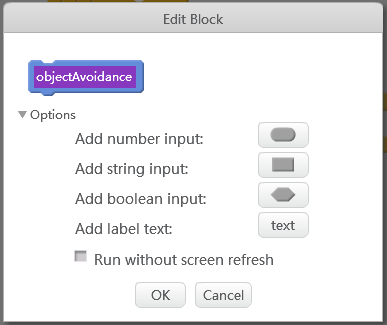 Edit Block
objectAvoidance
Options
Add number input:
Add string input:
Add boolean input:
Add label text: text
Run without screen refresh
OK Cancel